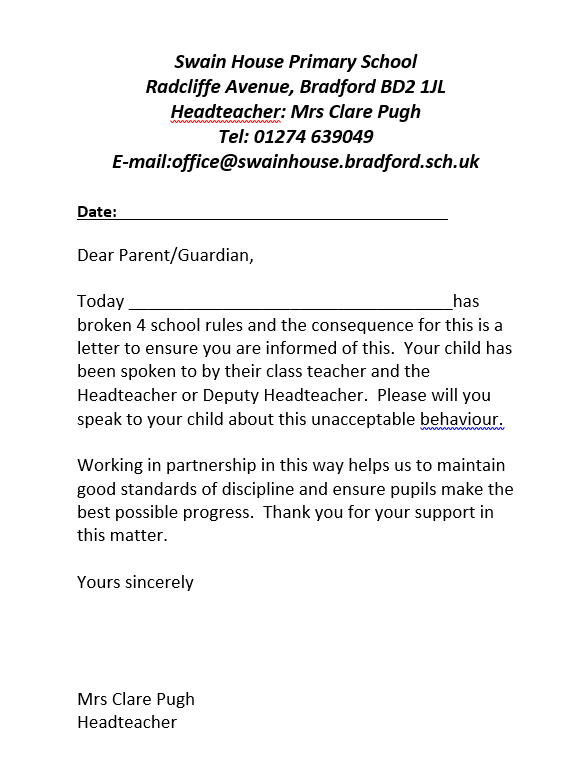 Swain House Primary School
Radcliffe Avenue, Bradford BD2 1JL
Headteacher: Mrs Clare Pugh
Tel: 01274 639049
E-mail:office@swainhouse.bradford.sch.uk
Date:
Dear Parent/Guardian,
Today ____________________________________has
broken 4 school rules and the consequence for this is a
letter to ensure you are informed of this.  Your child has
been spoken to by their class teacher and the
Headteacher or Deputy Headteacher.  Please will you
speak to your child about this unacceptable behaviour.
Working in partnership in this way helps us to maintain
good standards of discipline and ensure pupils make the
best possible progress.  Thank you for your support in
this matter.
Yours sincerely
Mrs Clare Pugh
Headteacher